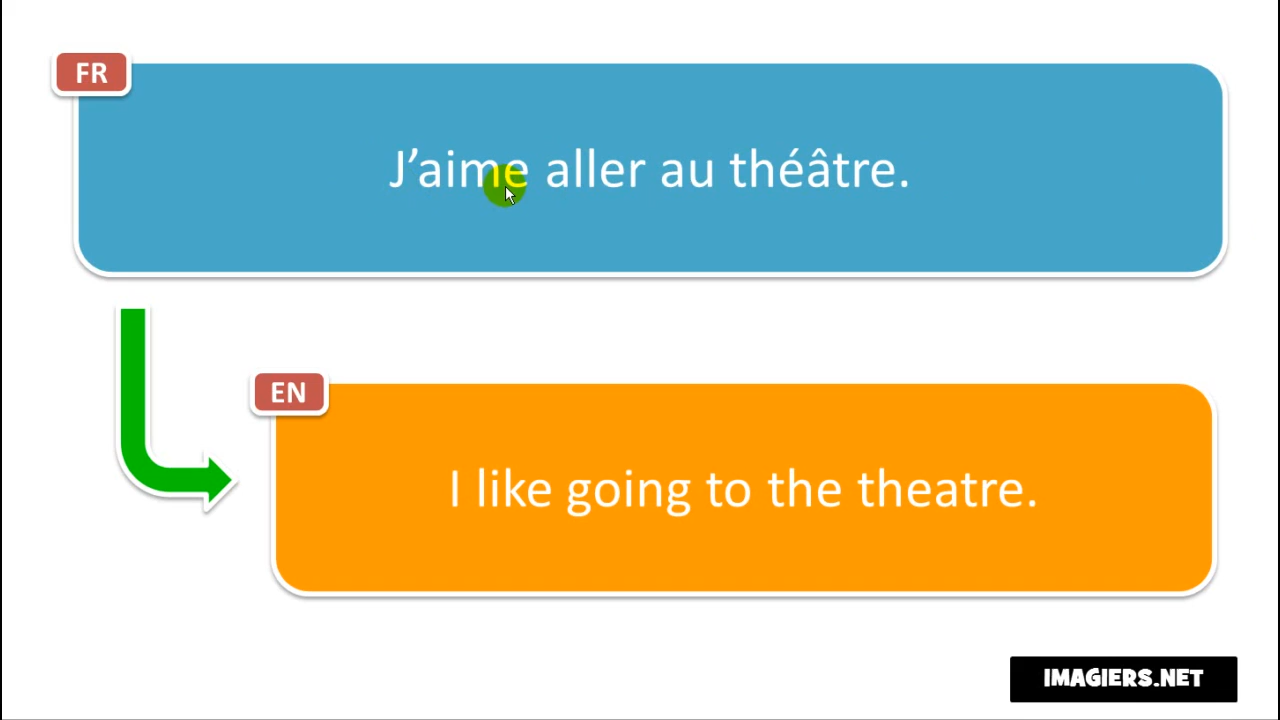 FR
J’aime aller au théâtre.
EN
I like going to the theatre.
IMAGIERS.NET